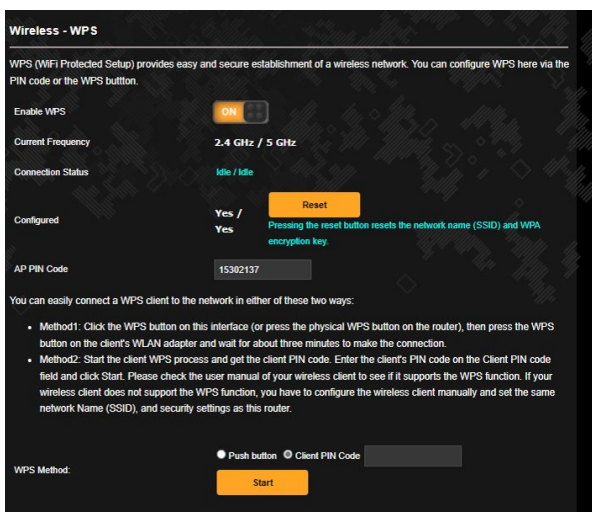 Wireless - WPS
WPS (WiFi Protected Setup) provides easy and secure establishment of a wireless network. You can configure WPS here via the
PIN code or the WPS buttton.
Enable WPS
ON
Current Frequency
2.4 GHz / 5 GHz
Connection Status
Idle / Idle
Configured
Yes /
Yes
Reset
Pressing the reset button resets the network name (SSID) and WPA
encryption key.
AP PIN Code
15302137
You can easily connect a WPS client to the network in either of these two ways:
• Method1: Click the WPS button on this interface (or press the physical WPS button on the router), then press the WPS
button on the client's WLAN adapter and wait for about three minutes to make the connection.
• Method2: Start the client WPS process and get the client PIN code. Enter the client's PIN code on the Client PIN code
field and click Start. Please check the user manual of your wireless client to see if it supports the WPS function. If your
wireless client does not support the WPS function, you have to configure the wireless client manually and set the same
network Name (SSID), and security settings as this router.
WPS Method:
Push button Client PIN Code
Start